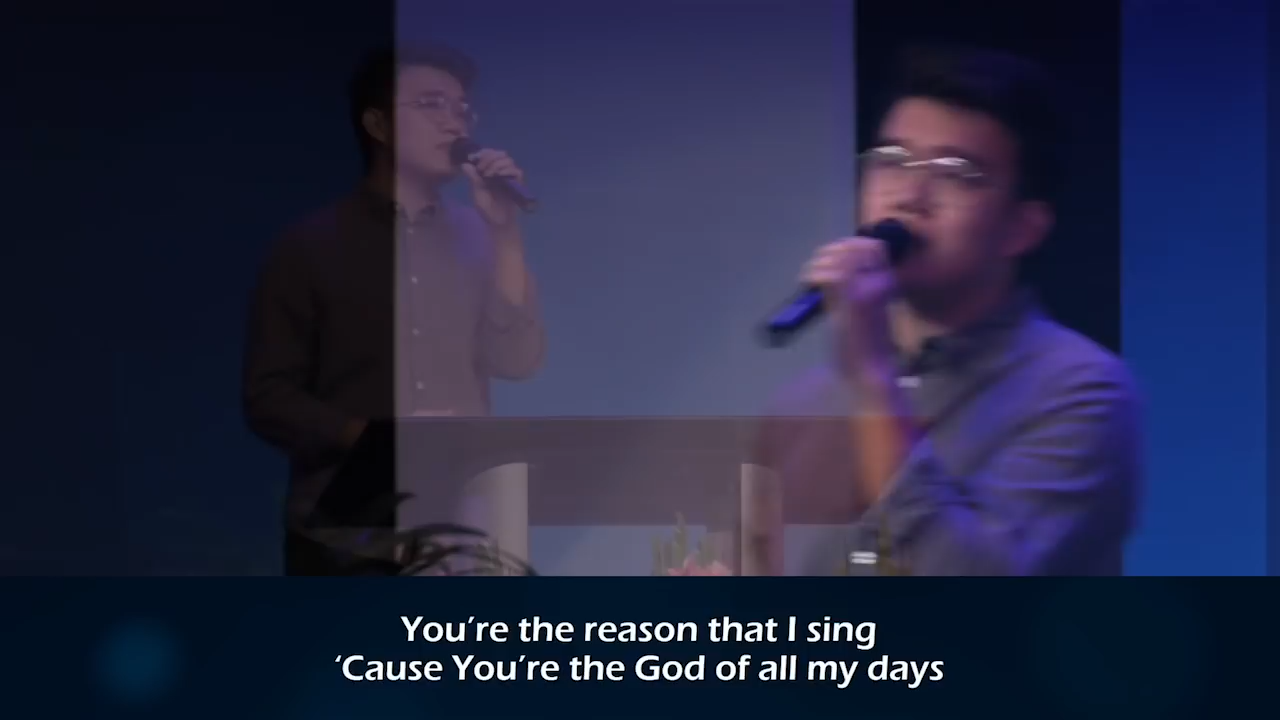 You're the reason that I sing
‘Cause You’re the God of all my days